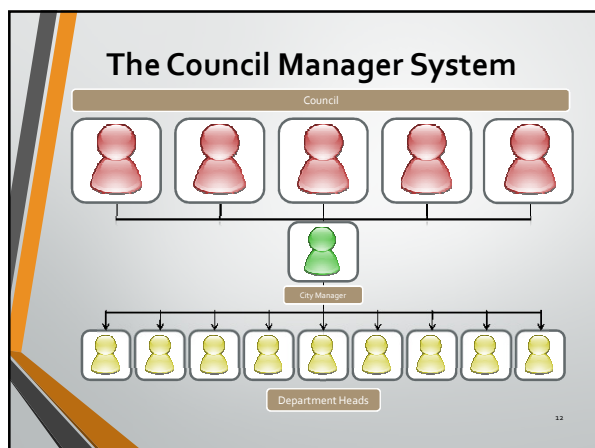 The Council Manager System
Council
City Manager
Department Heads
12